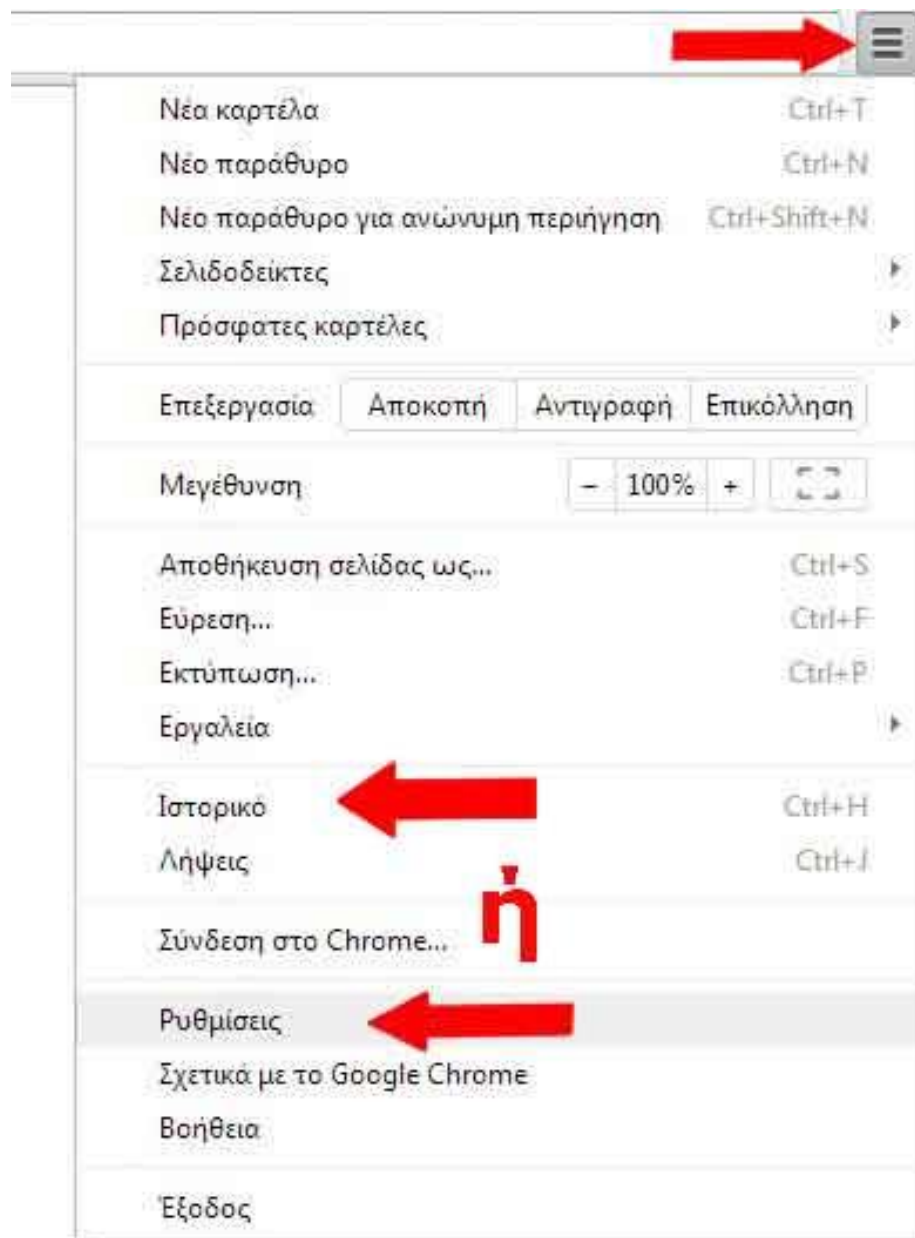 Νέα καρτέλα Ctrl+T
Νέο παράθυρο Ctrl+N
Νέο παράθυρο για ανώνυμη περιήγηση Ctrl+Shift+N
Σελιδοδείκτες
Πρόσφατες καρτέλες
Επεξεργασία Αποκοπή Αντιγραφή Επικόλληση
Μεγέθυνση – 100% +
Αποθήκευση σελίδας ως... Ctrl+S
Εύρεση... Ctrl+F
Εκτύπωση... Ctrl+P
Εργαλεία
Ιστορικό Ctrl+H
Λήψεις Ctrl+J
ή
Σύνδεση στο Chrome...
Ρυθμίσεις
Σχετικά με το Google Chrome
Βοήθεια
Έξοδος